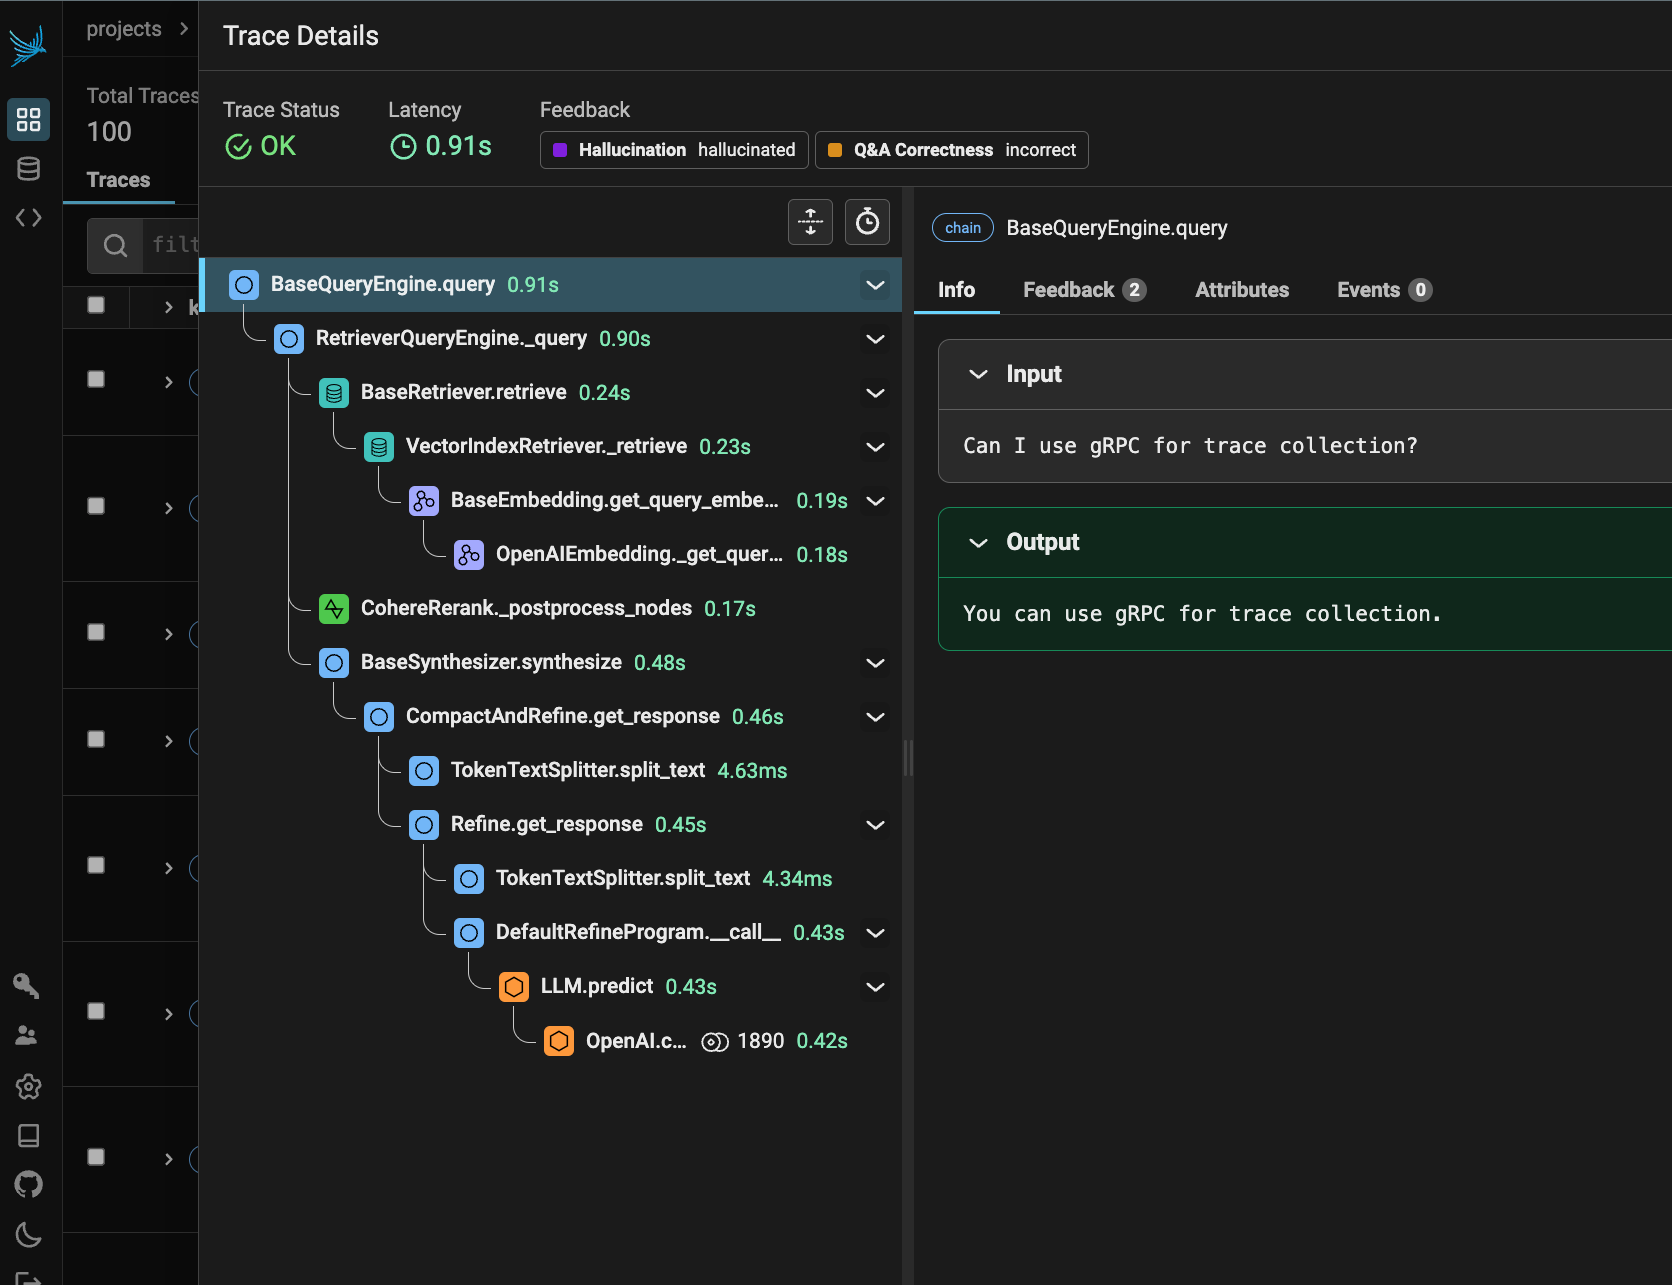 projects
Trace Details
Total Traces
100
Traces
Trace Status
OK
Latency
0.91s
Feedback
Hallucination hallucinated
Q&A Correctness incorrect
filt
k
BaseQueryEngine.query 0.91s
RetrieverQueryEngine._query 0.90s
BaseRetriever.retrieve 0.24s
VectorIndexRetriever._retrieve 0.23s
BaseEmbedding.get_query_embe... 0.19s
OpenAIEmbedding._get_quer... 0.18s
CohereRerank._postprocess_nodes 0.17s
BaseSynthesizer.synthesize 0.48s
CompactAndRefine.get_response 0.46s
TokenTextSplitter.split_text 4.63ms
Refine.get_response 0.45s
TokenTextSplitter.split_text 4.34ms
DefaultRefineProgram.__call__ 0.43s
LLM.predict 0.43s
OpenAI.c... 1890 0.42s
chain BaseQueryEngine.query
Info Feedback 2 Attributes Events 0
Input
Can I use gRPC for trace collection?
Output
You can use gRPC for trace collection.